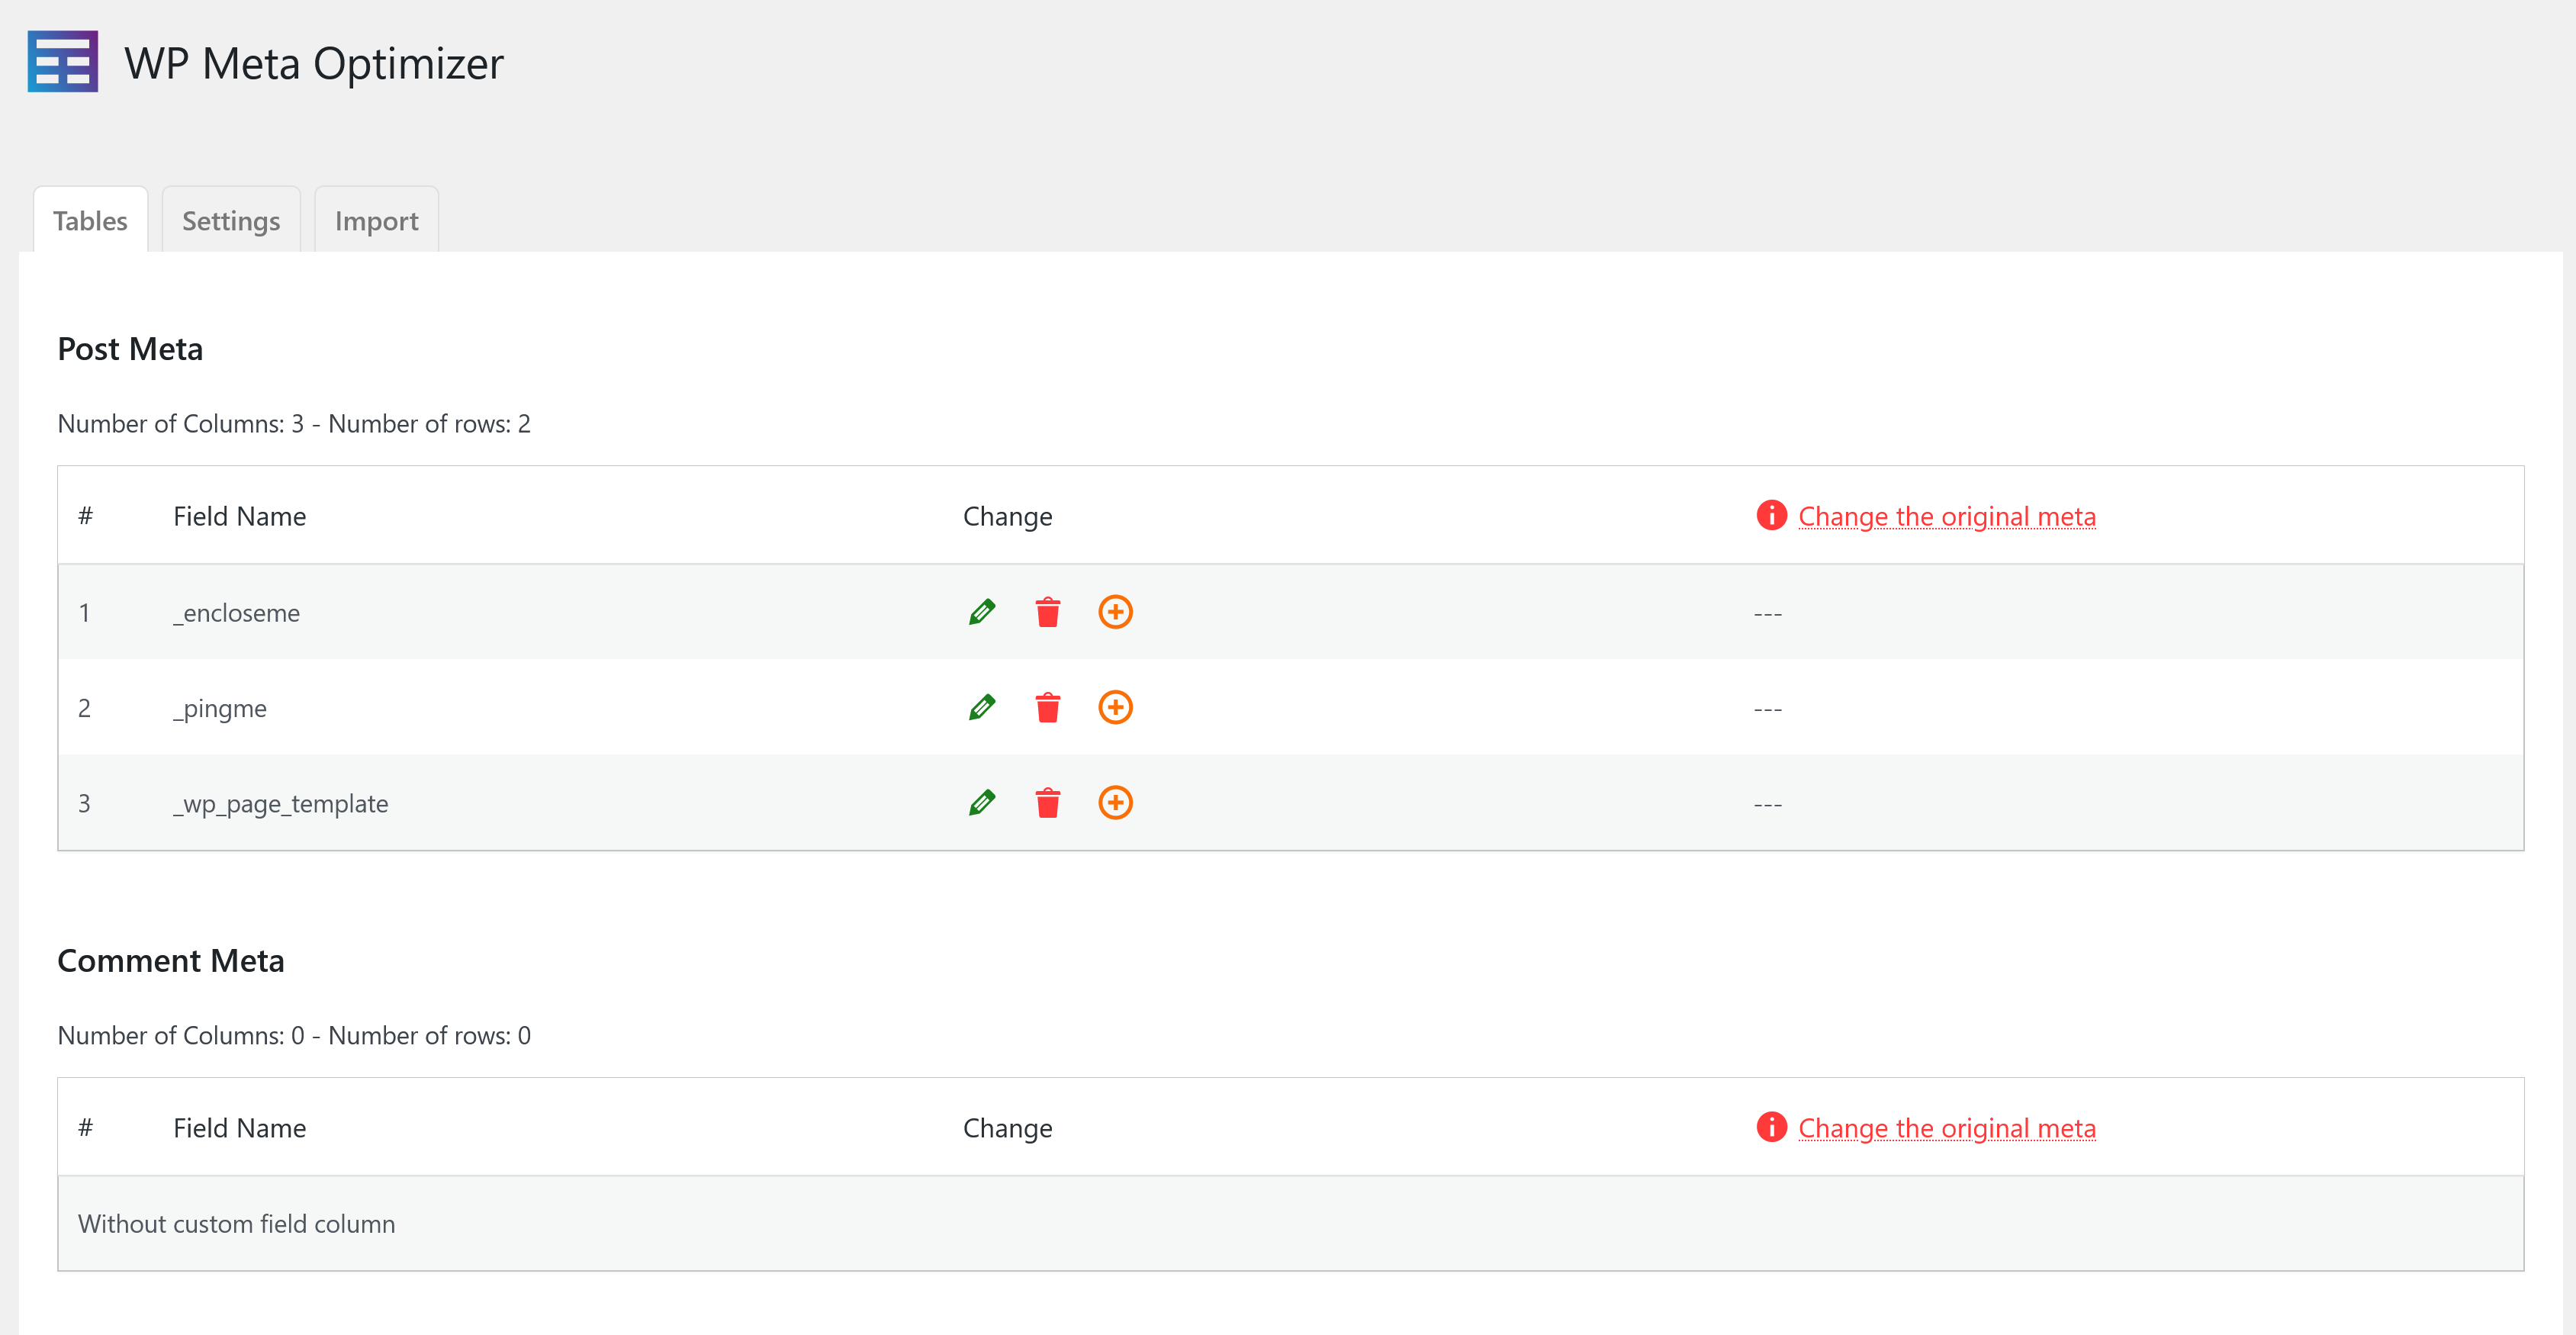 WP Meta Optimizer
Tables Settings Import
Post Meta
Number of Columns: 3 - Number of rows: 2
# Field Name Change Change the original meta
1 _encloseme ---
2 _pingme ---
3 _wp_page_template ---
Comment Meta
Number of Columns: 0 - Number of rows: 0
# Field Name Change Change the original meta
Without custom field column